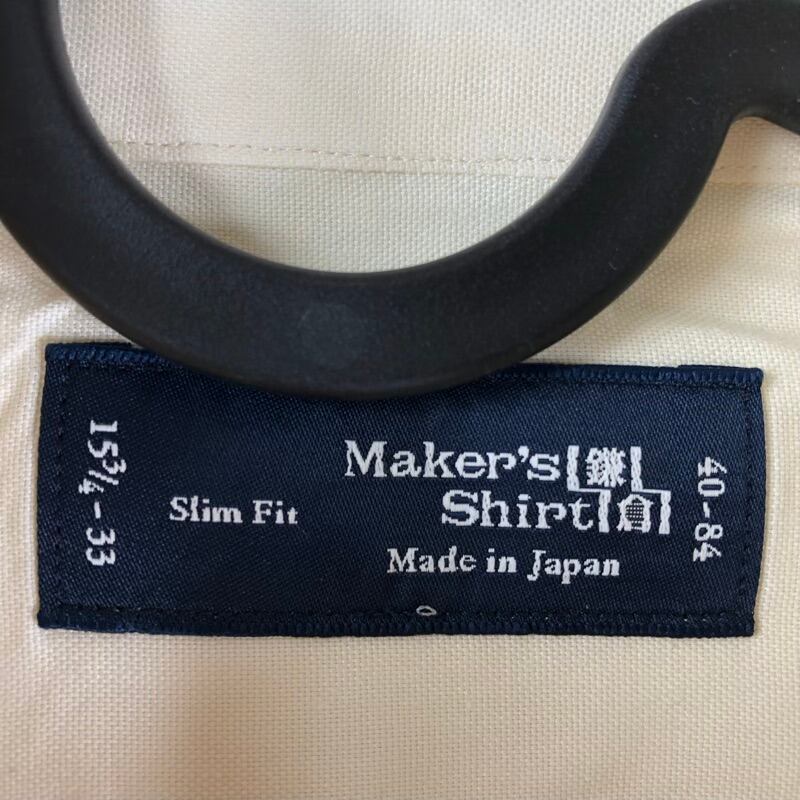 15¾-33
Slim Fit
Maker's 鎌
Shirt 倉
Made in Japan
40-84